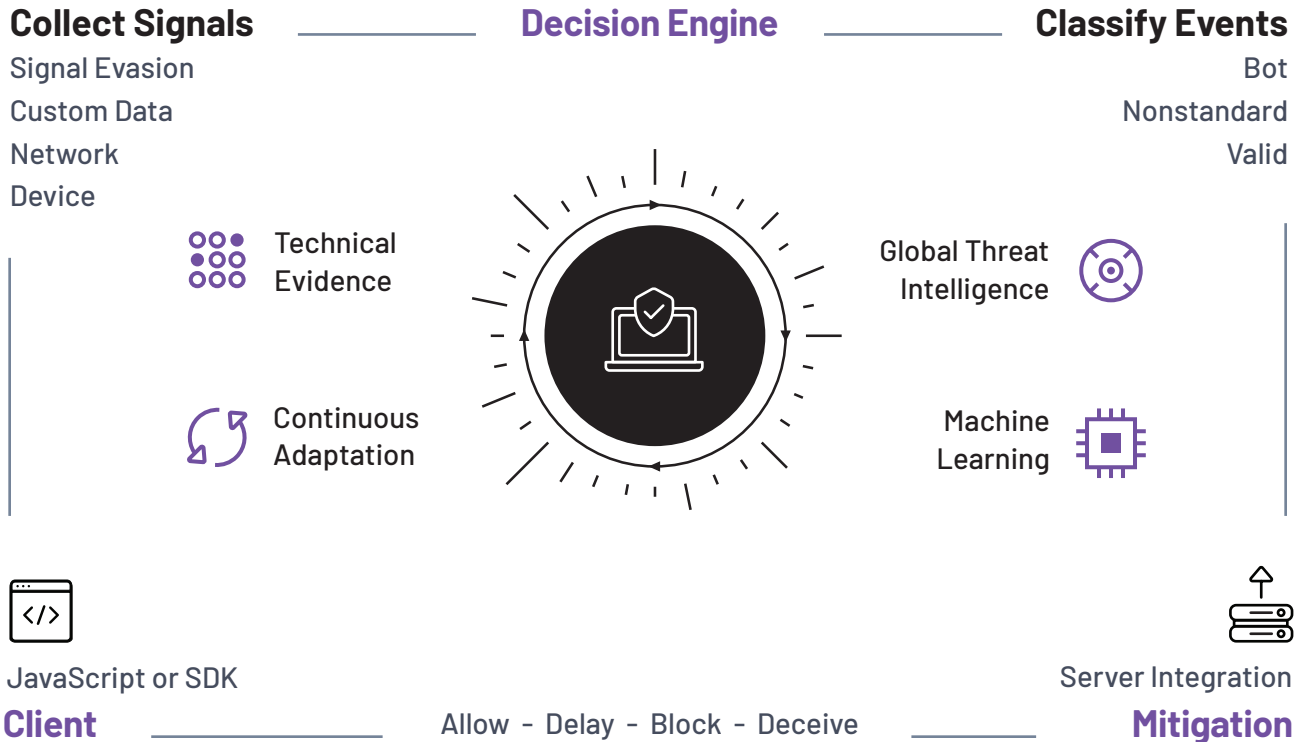 Collect Signals
Decision Engine
Classify Events
Signal Evasion
Custom Data
Network
Device
Bot
Nonstandard
Valid
Technical
Evidence
Global Threat
Intelligence
Continuous
Adaptation
Machine
Learning
</>
JavaScript or SDK
Server Integration
Client
Allow - Delay - Block - Deceive
Mitigation